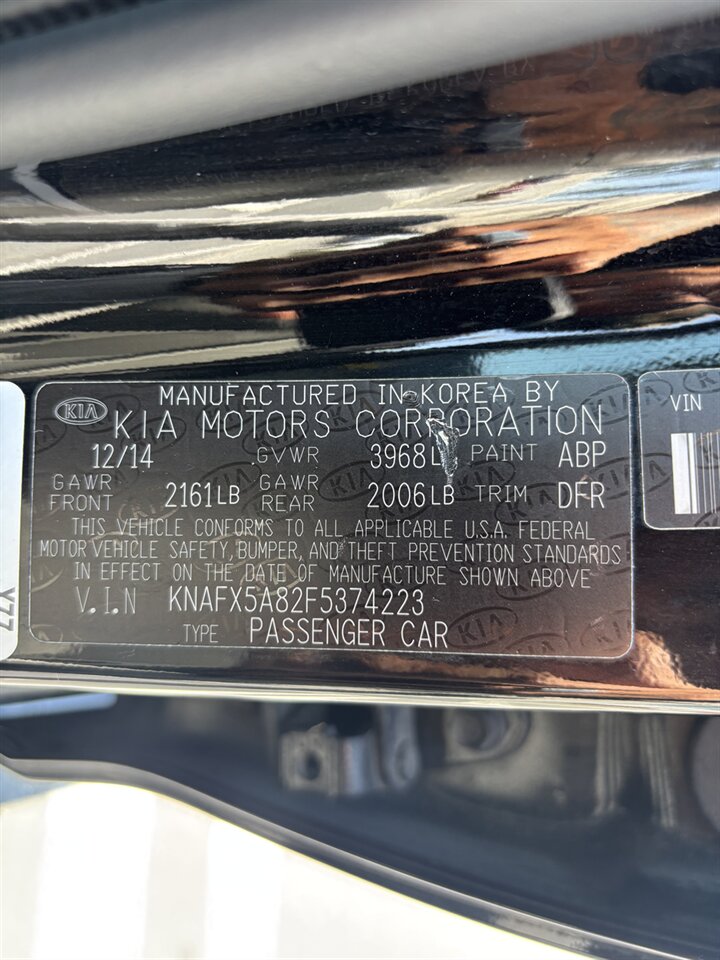 MANUFACTURED IN KOREA BY
KIA KIA MOTORS CORPORATION
12/14 GVWR 3968L PAINT ABP
GAWR FRONT 2161LB GAWR REAR 2006LB TRIM DFR
THIS VEHICLE CONFORMS TO ALL APPLICABLE U.S.A. FEDERAL
MOTOR VEHICLE SAFETY, BUMPER, AND THEFT PREVENTION STANDARDS
IN EFFECT ON THE DATE OF MANUFACTURE SHOWN ABOVE
V.I.N KNAFX5A82F5374223
TYPE PASSENGER CAR
VIN